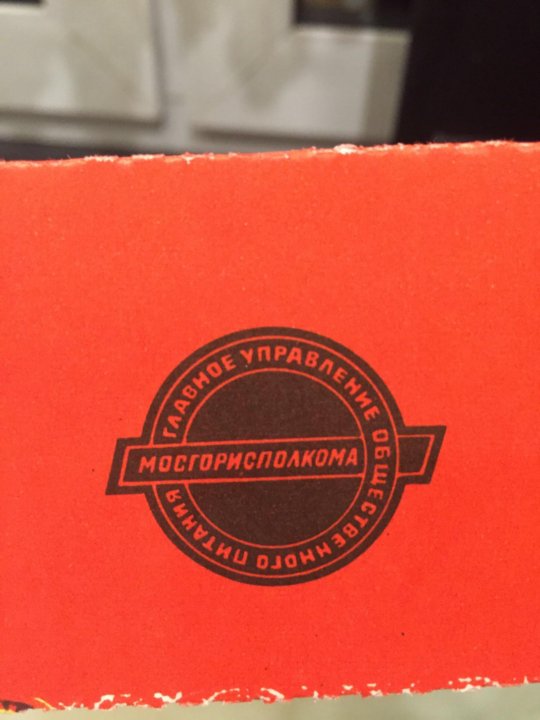 ГЛАВНОЕ УПРАВЛЕНИЕ ОБЩЕСТВЕННОГО ПИТАНИЯ
МОСГОРИСПОЛКОМА